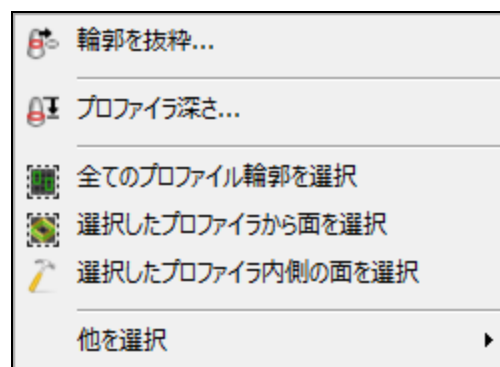 輪郭を抜粋...
プロファイラ深さ...
全てのプロファイル輪郭を選択
選択したプロファイラから面を選択
選択したプロファイラ内側の面を選択
他を選択